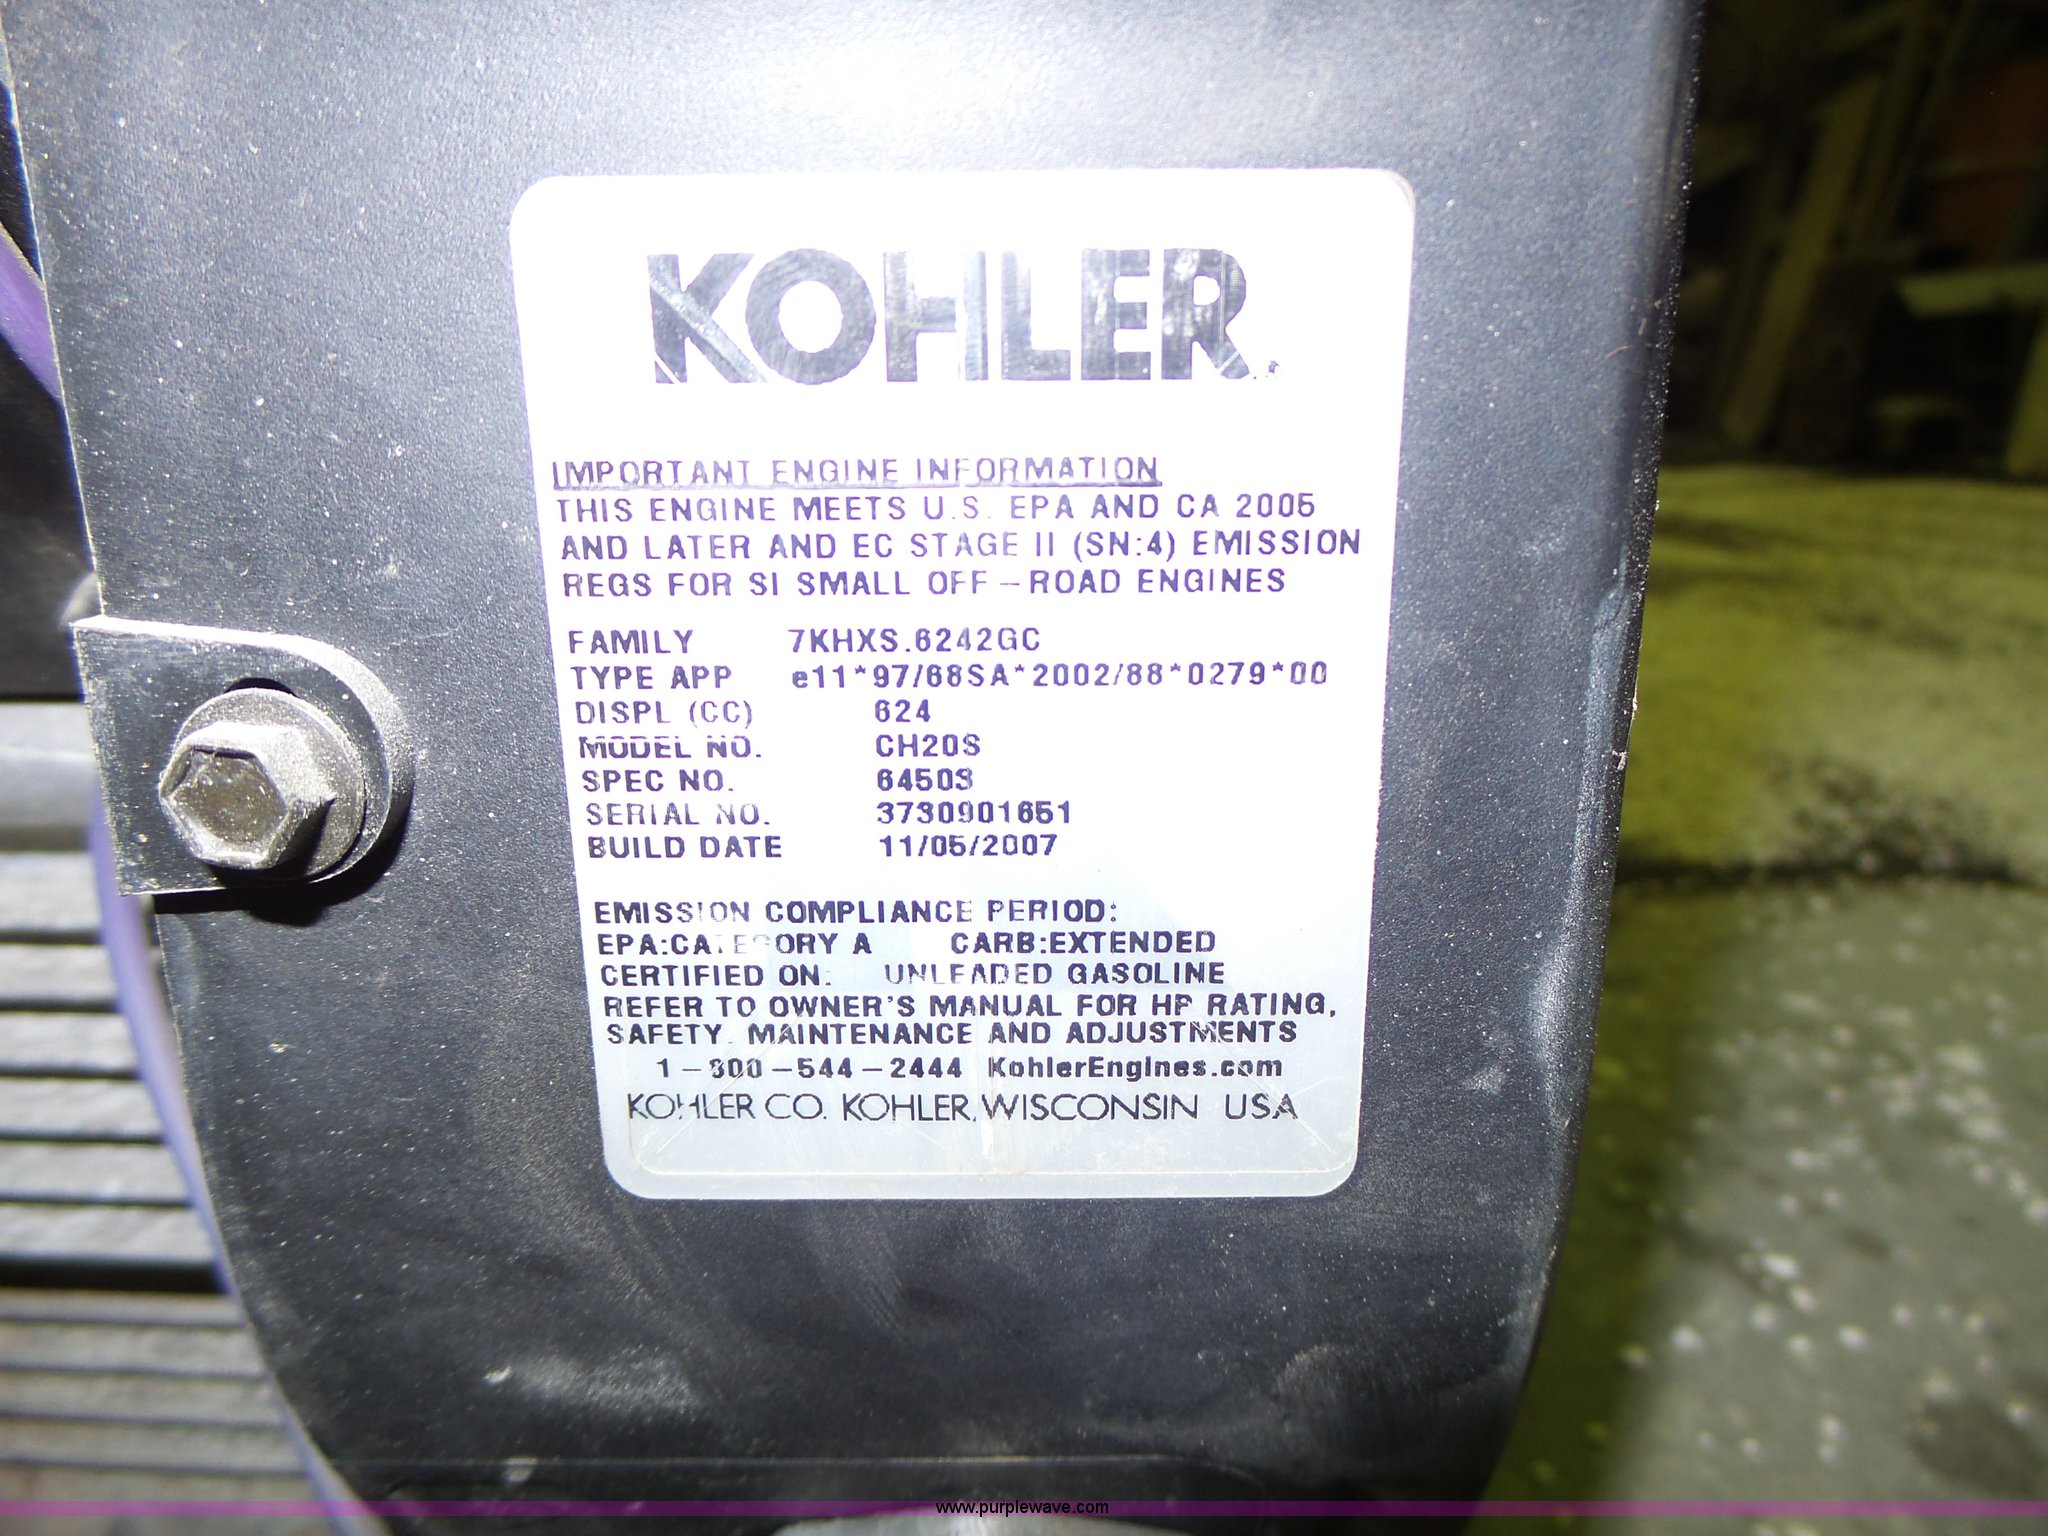 KOHLER.
IMPORTANT ENGINE INFORMATION
THIS ENGINE MEETS U.S. EPA AND CA 2005
AND LATER AND EC STAGE II (SN:4) EMISSION
REGS FOR SI SMALL OFF-ROAD ENGINES
FAMILY 7KHXS.6242GC
TYPE APP e11*97/68SA*2002/88*0279*00
DISPL (CC) 624
MODEL NO. CH20S
SPEC NO. 64503
SERIAL NO. 3730901651
BUILD DATE 11/05/2007
EMISSION COMPLIANCE PERIOD:
EPA:CATEGORY A CARB:EXTENDED
CERTIFIED ON: UNLEADED GASOLINE
REFER TO OWNER'S MANUAL FOR HP RATING,
SAFETY, MAINTENANCE AND ADJUSTMENTS
1-800-544-2444 KohlerEngines.com
KOHLER CO. KOHLER, WISCONSIN USA
www.purplewave.com